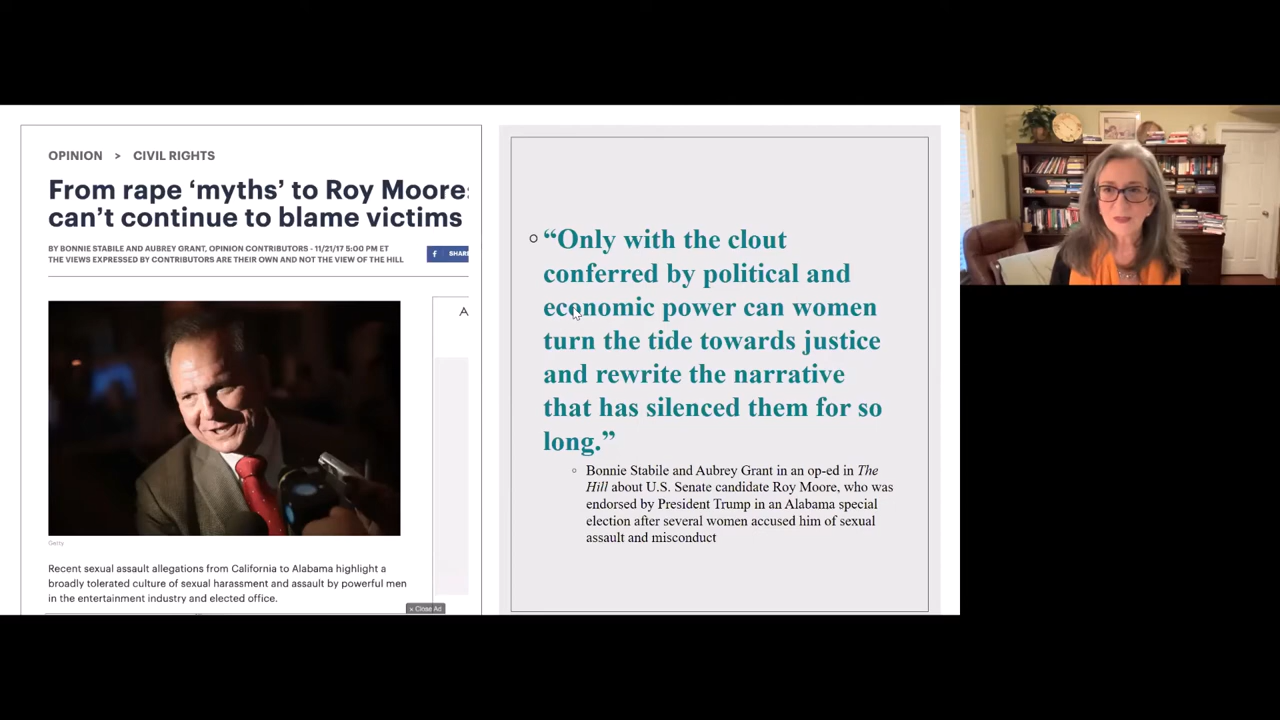 OPINION > CIVIL RIGHTS
From rape ‘myths’ to Roy Moore:
can’t continue to blame victims
BY BONNIE STABILE AND AUBREY GRANT, OPINION CONTRIBUTORS - 11/21/17 5:00 PM ET
THE VIEWS EXPRESSED BY CONTRIBUTORS ARE THEIR OWN AND NOT THE VIEW OF THE HILL
f SHARE
A
Getty
Recent sexual assault allegations from California to Alabama highlight a
broadly tolerated culture of sexual harassment and assault by powerful men
in the entertainment industry and elected office.
× Close Ad
“Only with the clout
conferred by political and
economic power can women
turn the tide towards justice
and rewrite the narrative
that has silenced them for so
long.”
Bonnie Stabile and Aubrey Grant in an op-ed in The
Hill about U.S. Senate candidate Roy Moore, who was
endorsed by President Trump in an Alabama special
election after several women accused him of sexual
assault and misconduct